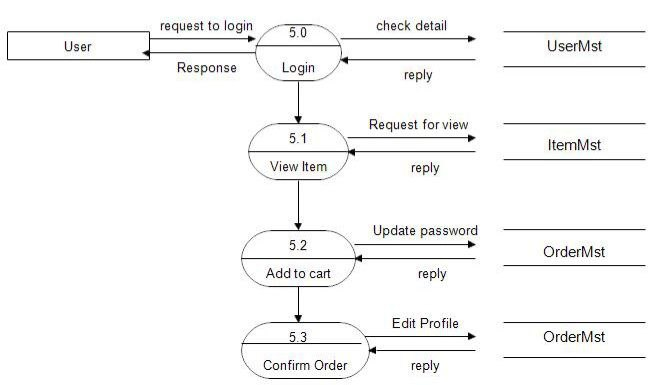 request to login
5.0
check detail
User
UserMst
Response
Login
reply
5.1
Request for view
ItemMst
View Item
reply
5.2
Update password
OrderMst
Add to cart
reply
5.3
Edit Profile
OrderMst
Confirm Order
reply